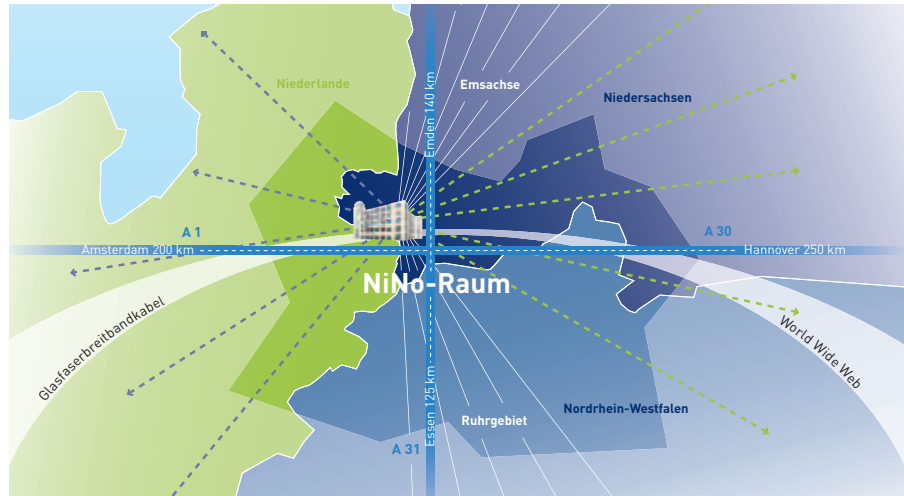 Niederlande
Emsachse
Niedersachsen
Emden 140 km
A 1
A 30
Amsterdam 200 km
Hannover 250 km
NiNo-Raum
Glasfaserbreitbandkabel
World Wide Web
Essen 125 km
Ruhrgebiet
Nordrhein-Westfalen
A 31